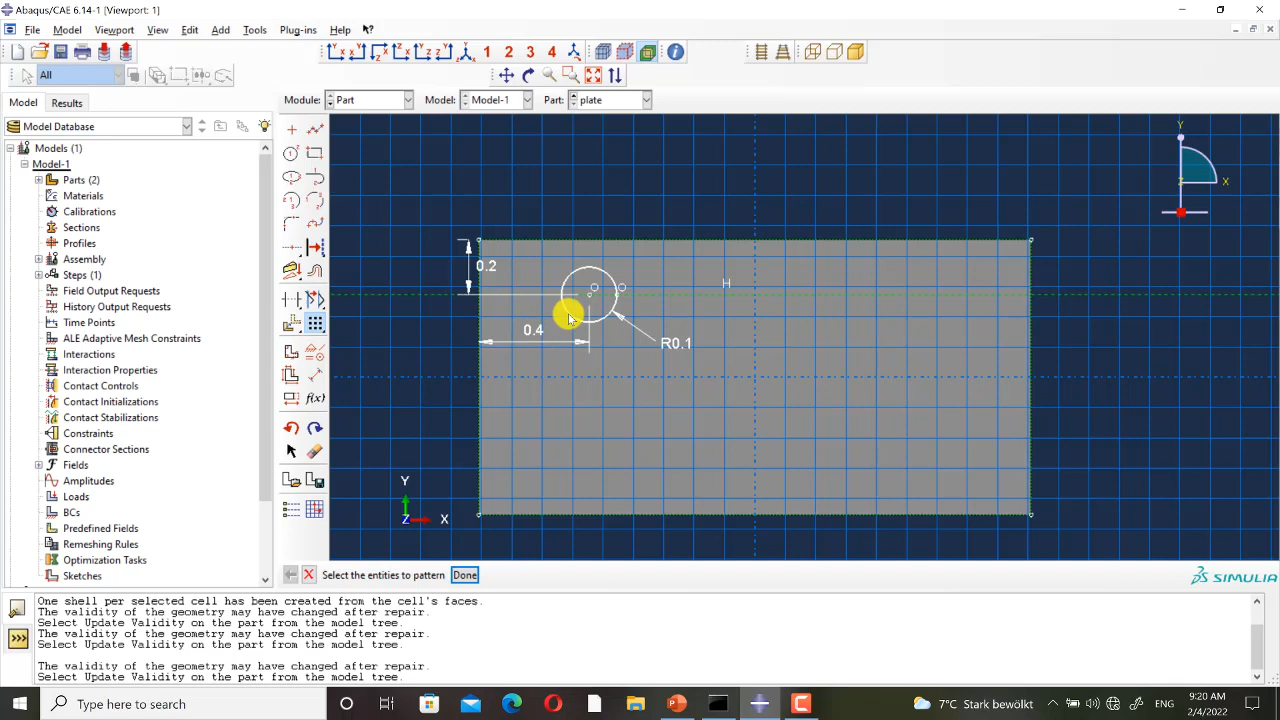 Abaqus/CAE 6.14-1 [Viewport: 1]
File Model Viewport View Edit Add Tools Plug-ins Help
1 2 3 4
All
Model Results
Module: Part Model: Model-1 Part: plate
Model Database
Models (1)
Model-1
Parts (2)
Materials
Calibrations
Sections
Profiles
Assembly
Steps (1)
Field Output Requests
History Output Requests
Time Points
ALE Adaptive Mesh Constraints
Interactions
Interaction Properties
Contact Controls
Contact Initializations
Contact Stabilizations
Constraints
Connector Sections
Fields
Amplitudes
Loads
BCs
Predefined Fields
Remeshing Rules
Optimization Tasks
Sketches
f(x)
Y
Z X
0.2
H
0.4
R0.1
Y
Z X
Select the entities to pattern Done
SIMULIA
One shell per selected cell has been created from the cell's faces.
The validity of the geometry may have changed after repair.
Select Update Validity on the part from the model tree.
The validity of the geometry may have changed after repair.
Select Update Validity on the part from the model tree.
The validity of the geometry may have changed after repair.
Select Update Validity on the part from the model tree.
Type here to search
7°C Stark bewölkt
ENG
9:20 AM
2/4/2022